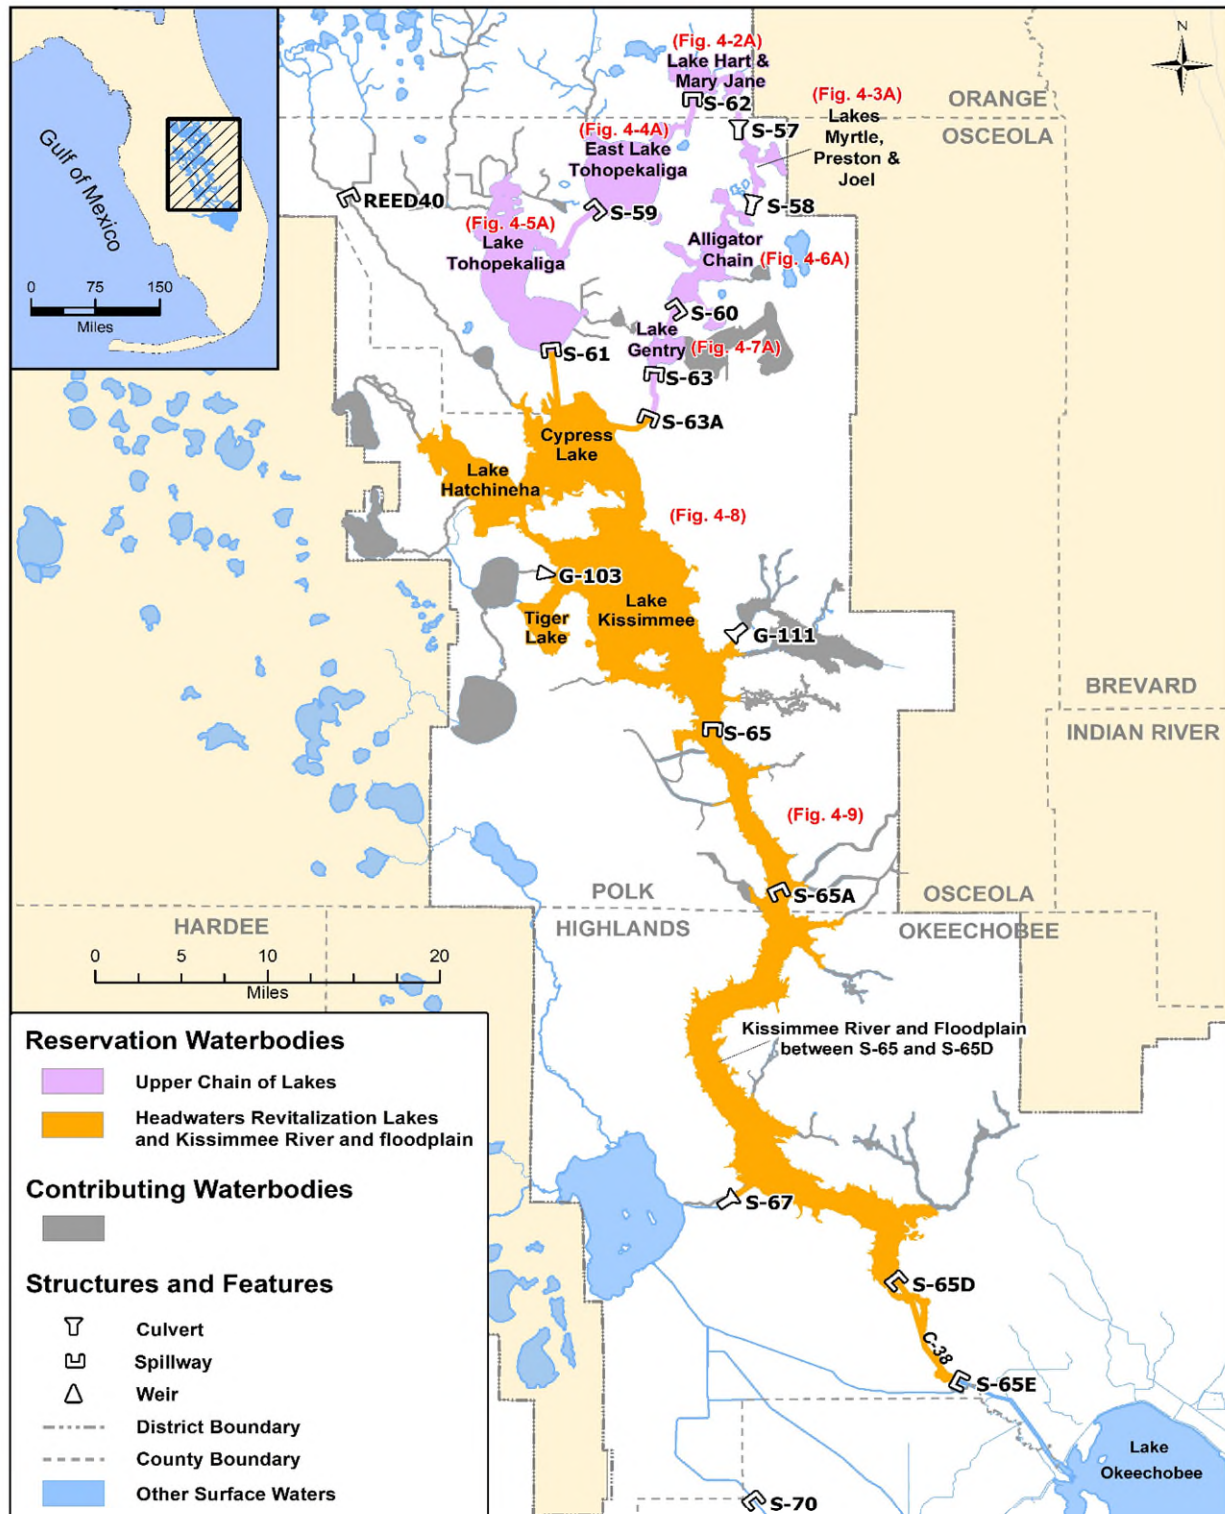 N
(Fig. 4-2A)
Lake Hart &
Mary Jane
S-62
(Fig. 4-3A)
Lakes
Myrtle,
Preston &
Joel
ORANGE
OSCEOLA
S-57
(Fig. 4-4A)
East Lake
Tohopekaliga
S-58
S-59
REED40
(Fig. 4-5A)
Lake
Tohopekaliga
Alligator
Chain
(Fig. 4-6A)
S-60
Lake
Gentry
(Fig. 4-7A)
S-61
S-63
S-63A
Gulf of Mexico
0 75 150
Miles
Cypress
Lake
Lake
Hatchineha
(Fig. 4-8)
G-103
Lake
Kissimmee
Tiger
Lake
G-111
BREVARD
INDIAN RIVER
S-65
(Fig. 4-9)
S-65A
POLK
OSCEOLA
HARDEE
HIGHLANDS
OKEECHOBEE
0 5 10 20
Miles
Kissimmee River and Floodplain
between S-65 and S-65D
S-67
S-65D
C-38
S-65E
Lake
Okeechobee
S-70
Reservation Waterbodies
Upper Chain of Lakes
Headwaters Revitalization Lakes
and Kissimmee River and floodplain
Contributing Waterbodies
Structures and Features
Culvert
Spillway
Weir
District Boundary
County Boundary
Other Surface Waters